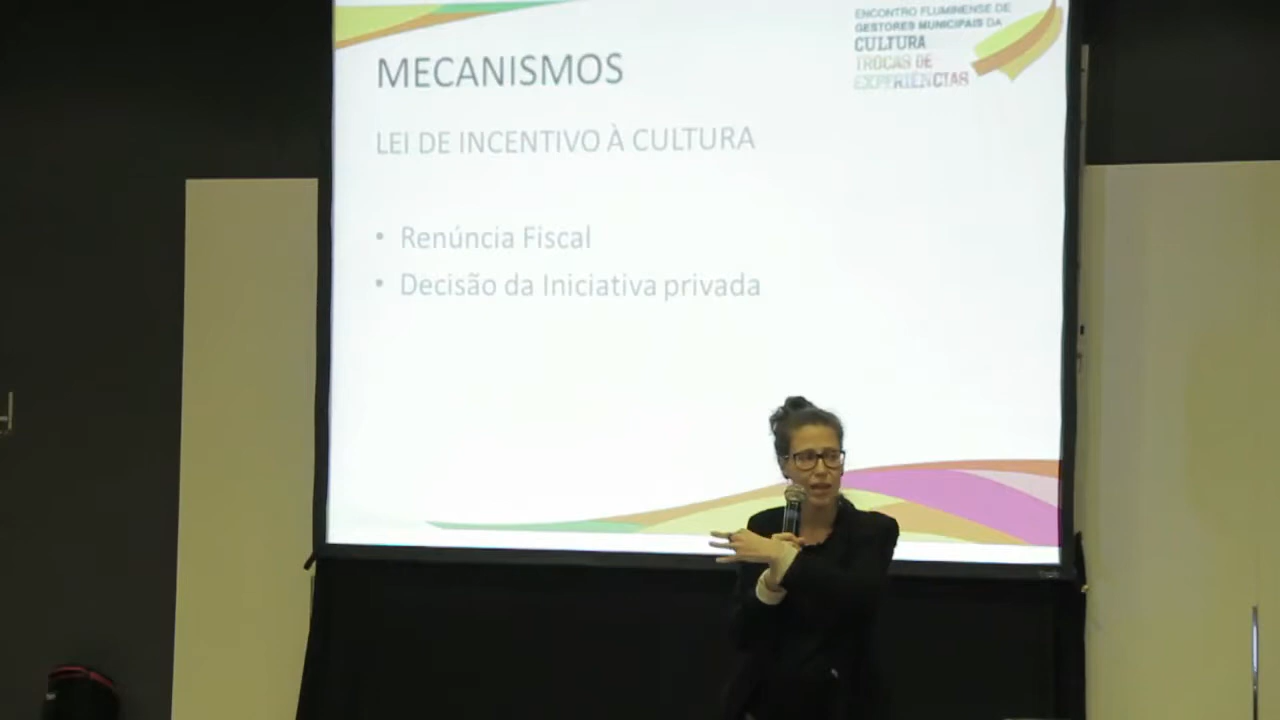 MECANISMOS
LEI DE INCENTIVO À CULTURA
• Renúncia Fiscal
• Decisão da Iniciativa privada
ENCONTRO FLUMINENSE DE
GESTORES MUNICIPAIS DA
CULTURA
TROCAS DE
EXPERIÊNCIAS